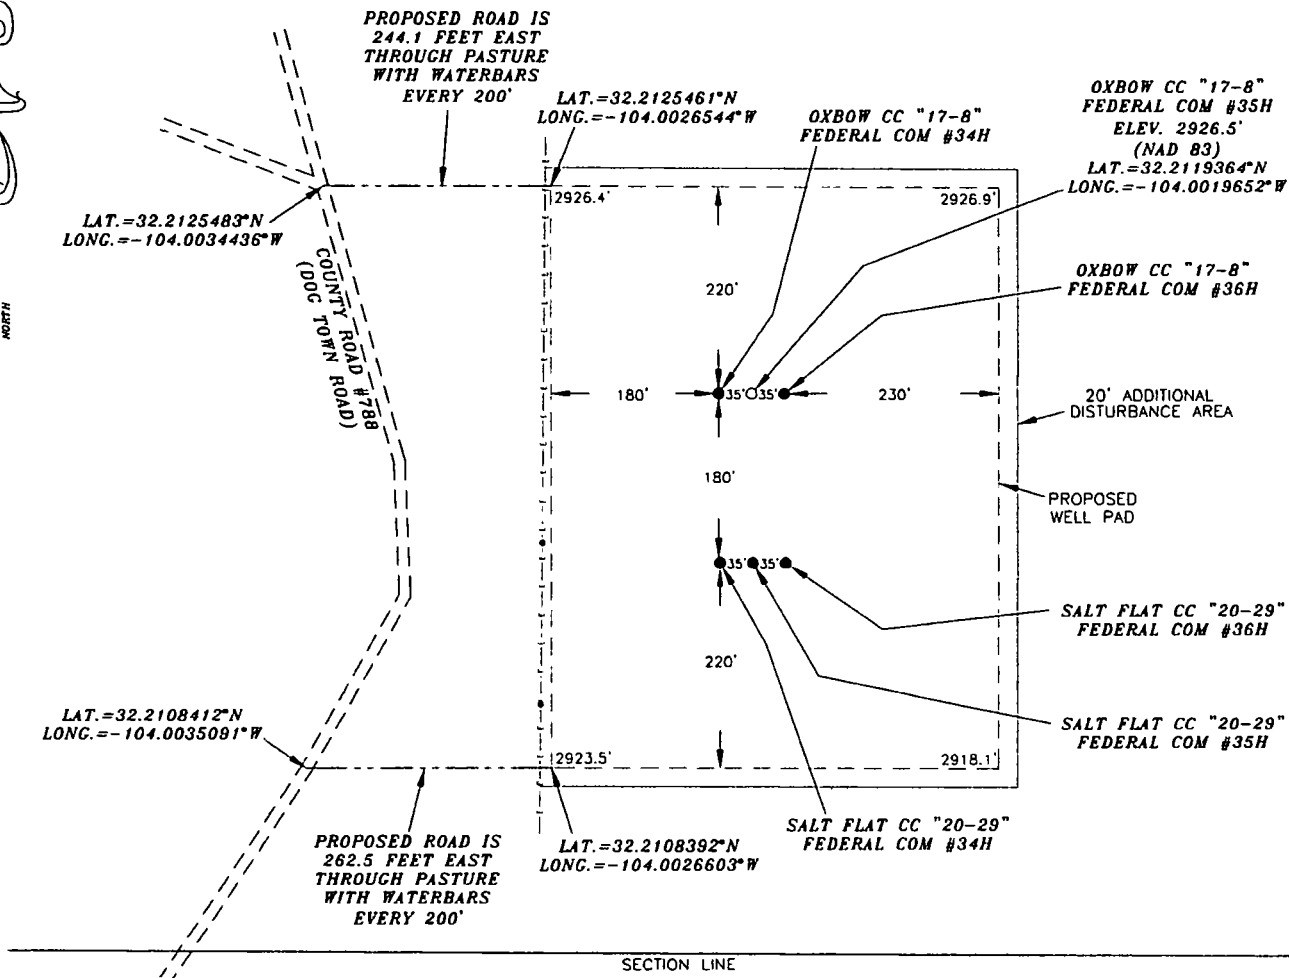 PROPOSED ROAD IS
244.1 FEET EAST
THROUGH PASTURE
WITH WATERBARS
EVERY 200'
LAT.=32.2125461°N
LONG.=-104.0026544°W
OXBOW CC "17-8"
FEDERAL COM #34H
OXBOW CC "17-8"
FEDERAL COM #35H
ELEV. 2926.5'
(NAD 83)
LAT.=32.2119364°N
LONG.=-104.0019652°W
LAT.=32.2125483°N
LONG.=-104.0034436°W
2926.4'
2926.9'
NORTH
COUNTY ROAD #788
(DOG TOWN ROAD)
220'
OXBOW CC "17-8"
FEDERAL COM #36H
180'
35'
35'
230'
20' ADDITIONAL
DISTURBANCE AREA
180'
PROPOSED
WELL PAD
35'
35'
SALT FLAT CC "20-29"
FEDERAL COM #36H
220'
LAT.=32.2108412°N
LONG.=-104.0035091°W
SALT FLAT CC "20-29"
FEDERAL COM #35H
2923.5'
2918.1'
PROPOSED ROAD IS
262.5 FEET EAST
THROUGH PASTURE
WITH WATERBARS
EVERY 200'
LAT.=32.2108392°N
LONG.=-104.0026603°W
SALT FLAT CC "20-29"
FEDERAL COM #34H
SECTION LINE